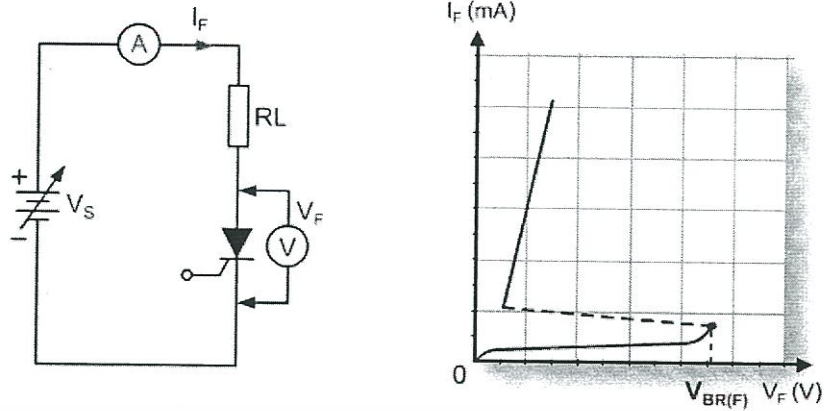 A
I_F
RL
+
V_S
−
V_F
V
I_F (mA)
0
V_BR(F)
V_F (V)